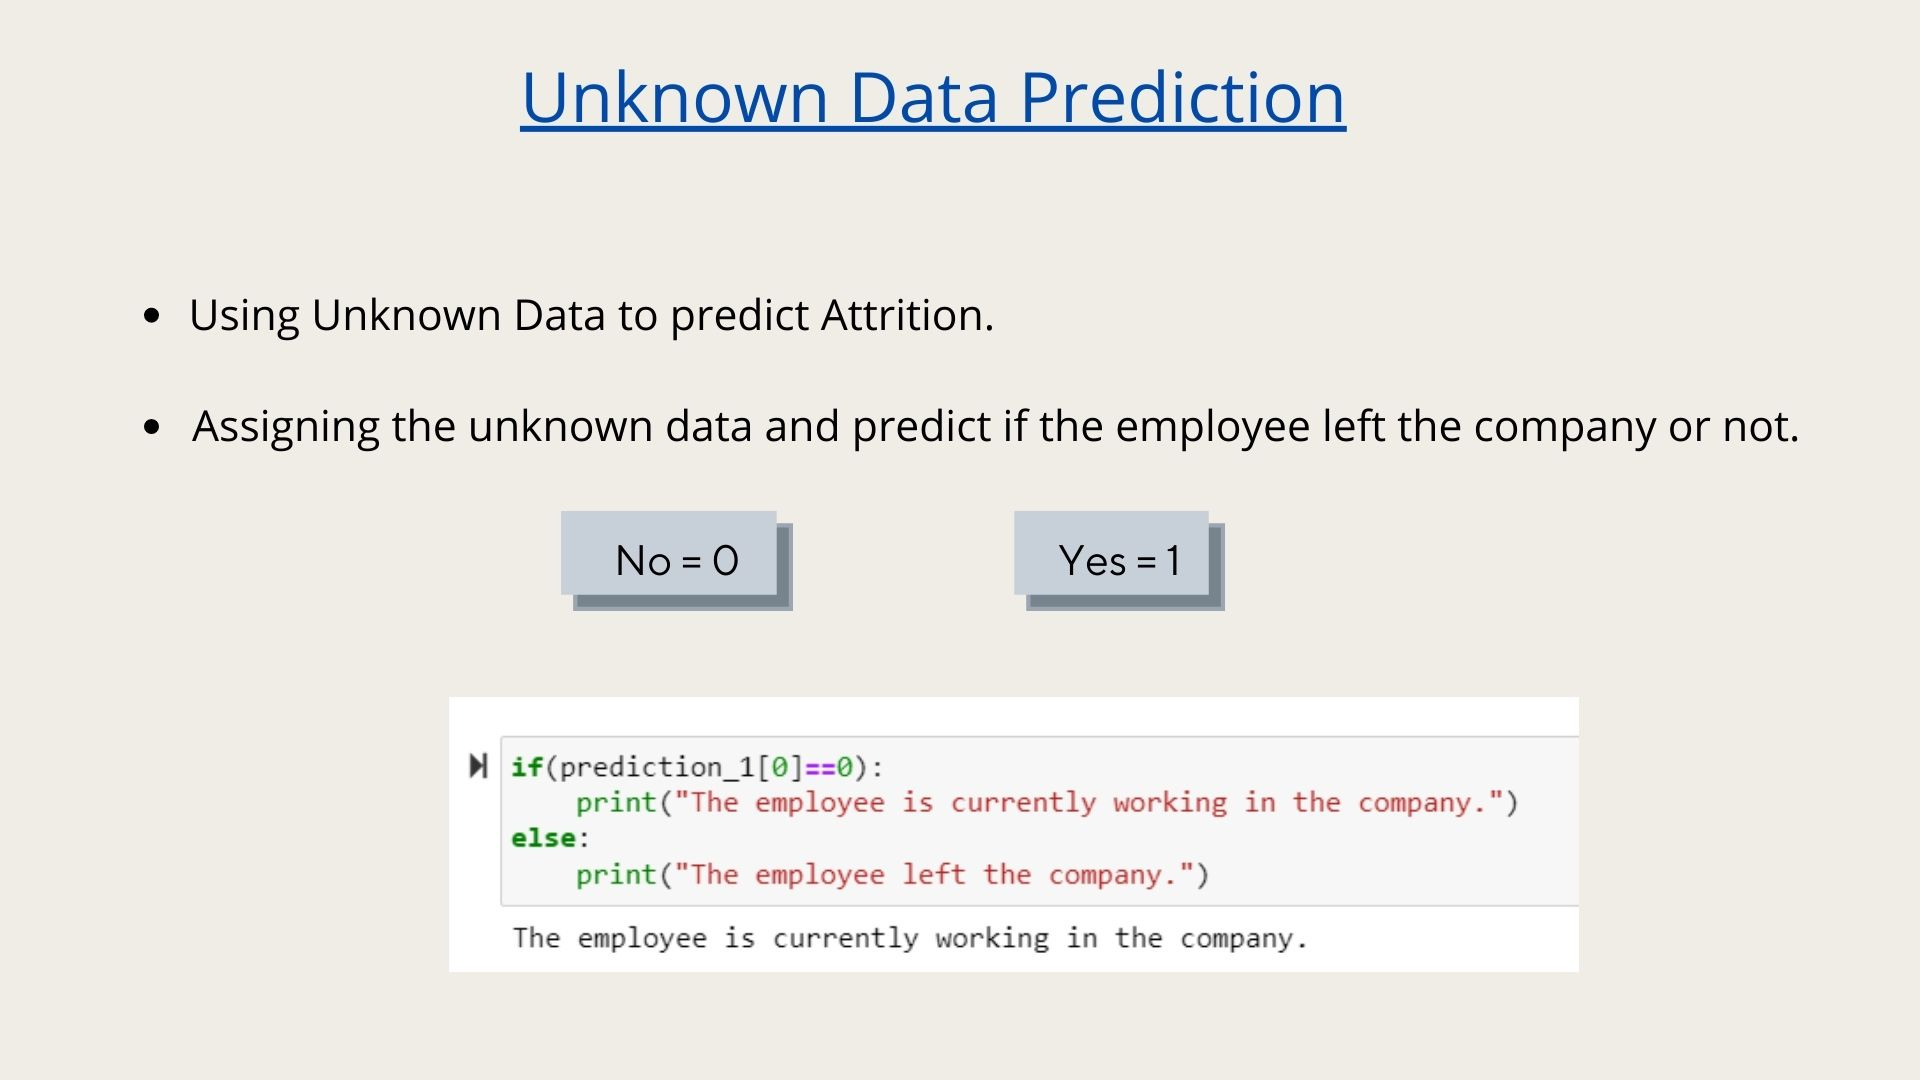 Unknown Data Prediction
• Using Unknown Data to predict Attrition.
• Assigning the unknown data and predict if the employee left the company or not.
No = 0
Yes = 1
if(prediction_1[0]==0):
    print("The employee is currently working in the company.")
else:
    print("The employee left the company.")
The employee is currently working in the company.